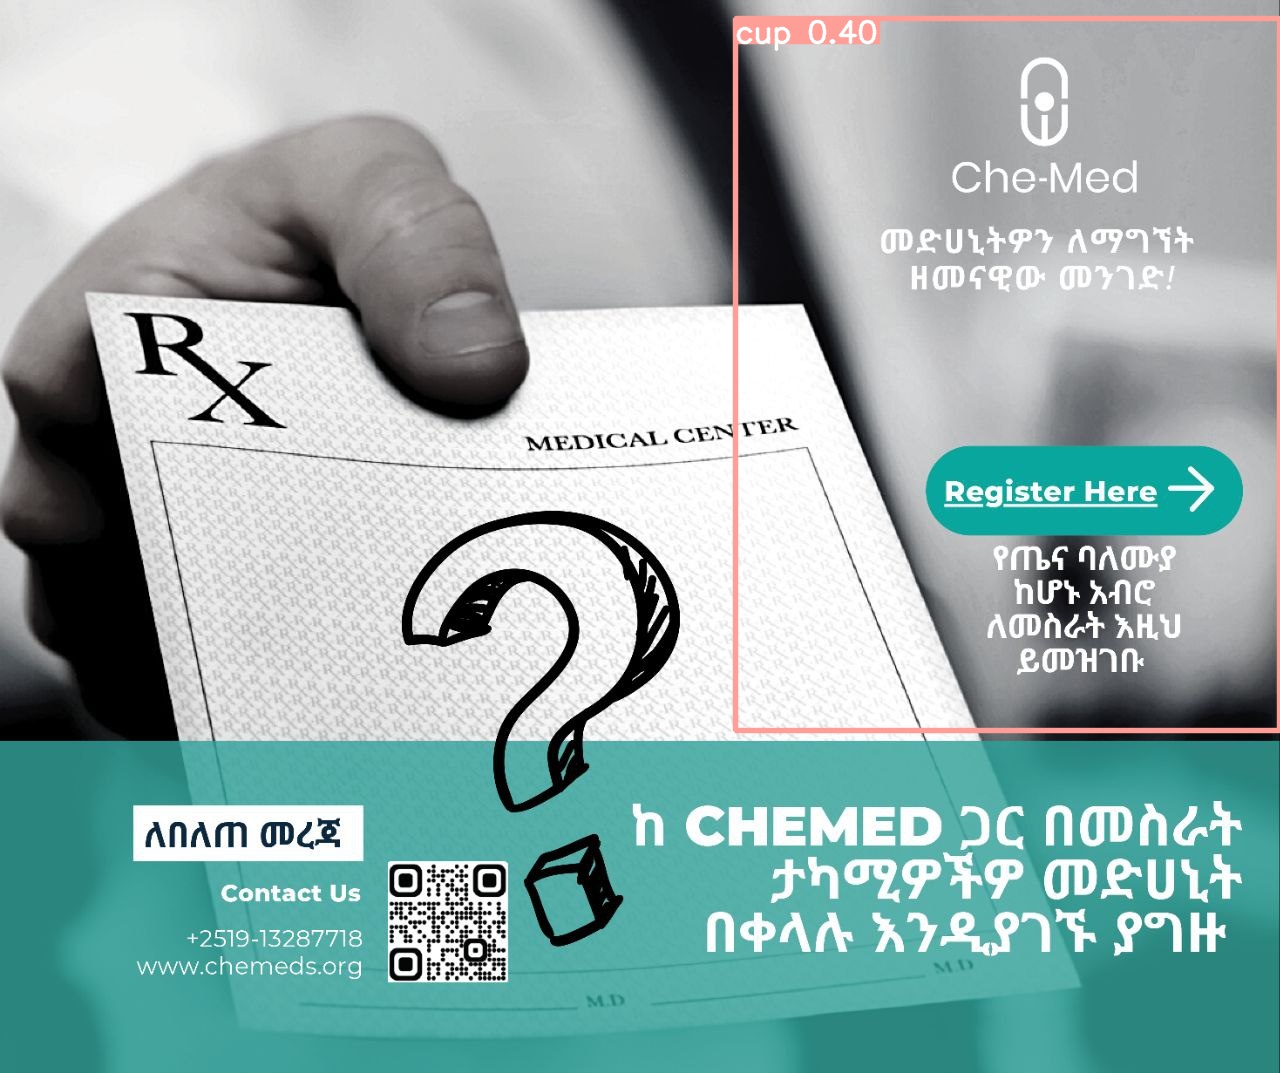 cup 0.40
Che-Med
መድሀኒትዎን ለማግኘት
ዘመናዊው መንገድ!
RX
MEDICAL CENTER
Register Here
የጤና ባለሙያ
ከሆኑ አብሮ
ለመስራት እዚህ
ይመዝገቡ
?
ለበለጠ መረጃ
Contact Us
+2519-13287718
www.chemeds.org
ከ CHEMED ጋር በመስራት
ታካሚዎችዎ መድሀኒት
በቀላሉ እንዲያገኙ ያግዙ
M.D
M.D